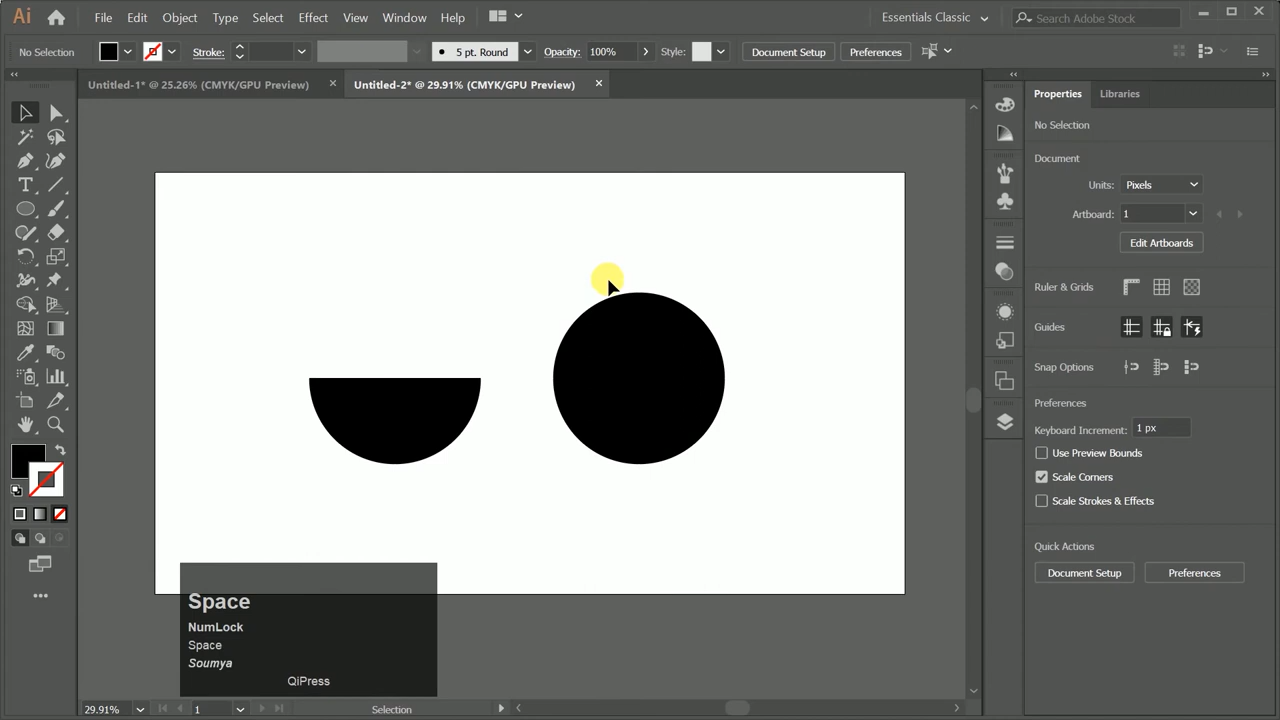 Ai File Edit Object Type Select Effect View Window Help Essentials Classic Search Adobe Stock
No Selection Stroke: 5 pt. Round Opacity: 100% Style: Document Setup Preferences
Untitled-1* @ 25.26% (CMYK/GPU Preview) Untitled-2* @ 29.91% (CMYK/GPU Preview)
Properties Libraries
No Selection
Document
Units: Pixels
Artboard: 1
Edit Artboards
Ruler & Grids
Guides
Snap Options
Preferences
Keyboard Increment: 1 px
Use Preview Bounds
Scale Corners
Scale Strokes & Effects
Quick Actions
Document Setup Preferences
Space
NumLock
Space
Soumya
QiPress
29.91% 1 Selection